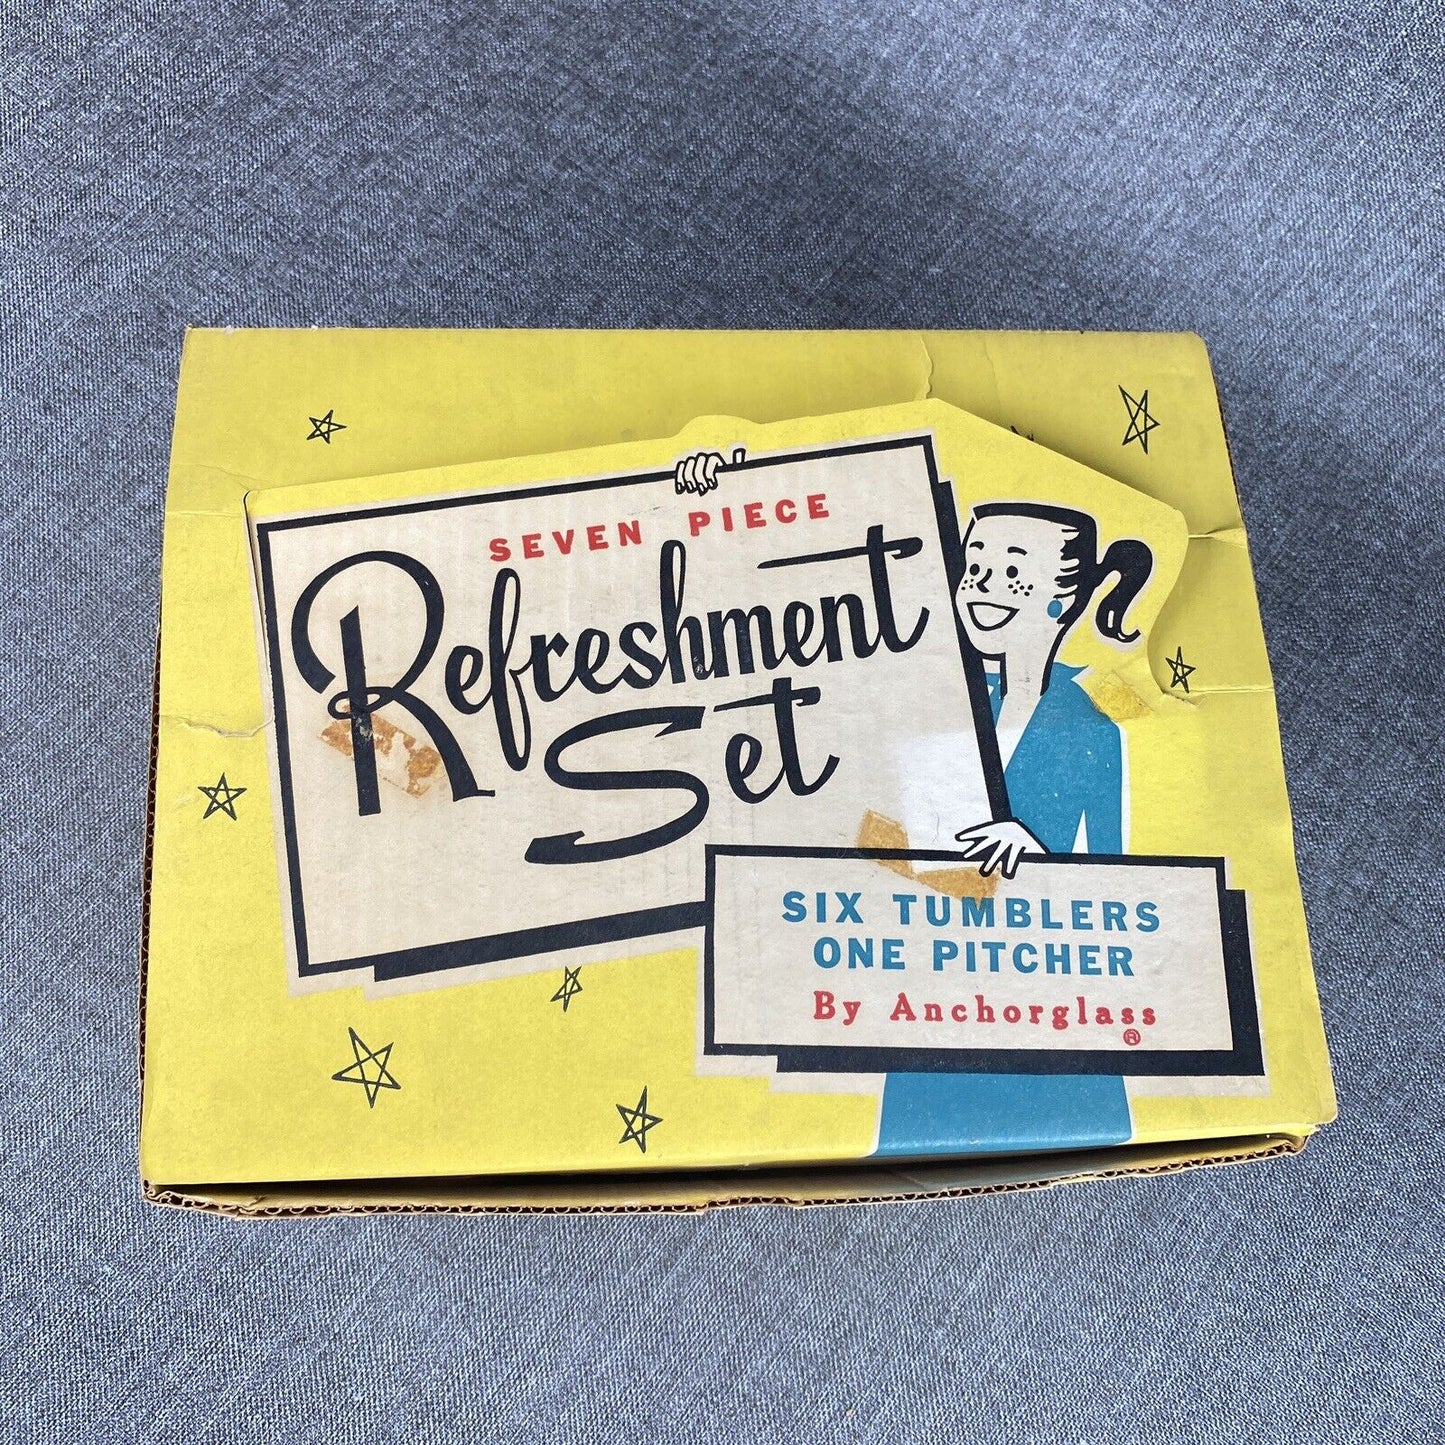 SEVEN PIECE
Refreshment
Set
SIX TUMBLERS
ONE PITCHER
By Anchorglass
®